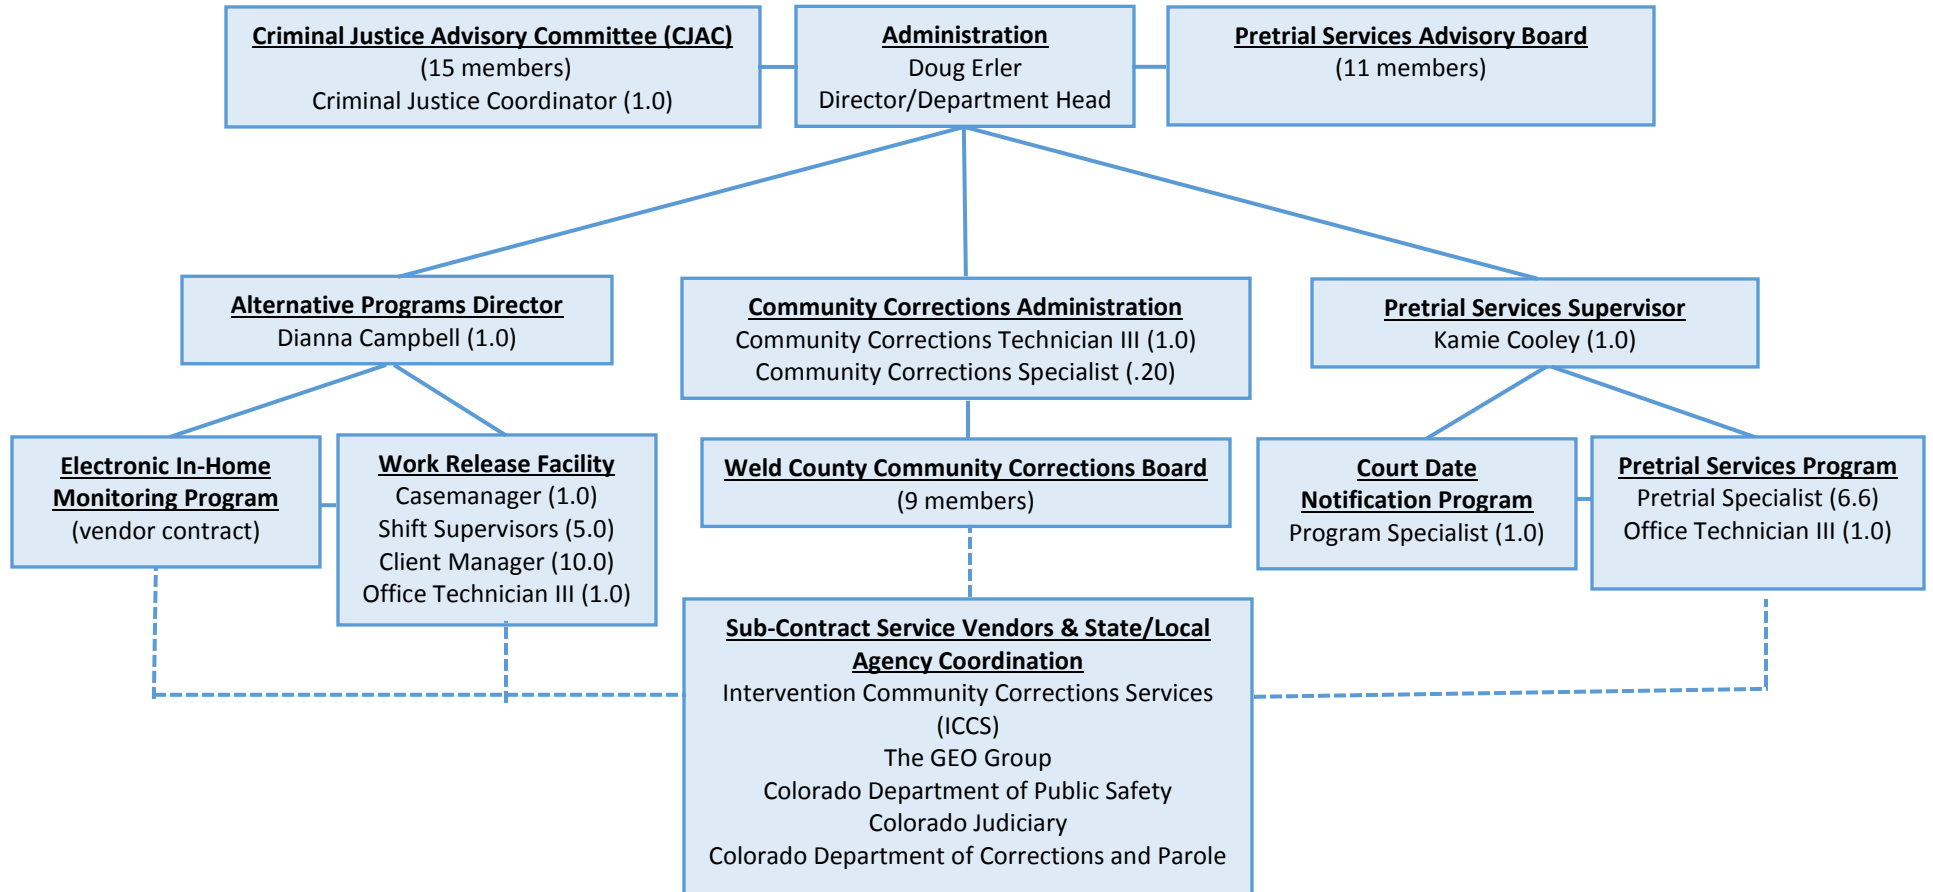 Criminal Justice Advisory Committee (CJAC)
(15 members)
Criminal Justice Coordinator (1.0)
Administration
Doug Erler
Director/Department Head
Pretrial Services Advisory Board
(11 members)
Alternative Programs Director
Dianna Campbell (1.0)
Community Corrections Administration
Community Corrections Technician III (1.0)
Community Corrections Specialist (.20)
Pretrial Services Supervisor
Kamie Cooley (1.0)
Electronic In-Home
Monitoring Program
(vendor contract)
Work Release Facility
Casemanager (1.0)
Shift Supervisors (5.0)
Client Manager (10.0)
Office Technician III (1.0)
Weld County Community Corrections Board
(9 members)
Court Date
Notification Program
Program Specialist (1.0)
Pretrial Services Program
Pretrial Specialist (6.6)
Office Technician III (1.0)
Sub-Contract Service Vendors & State/Local
Agency Coordination
Intervention Community Corrections Services
(ICCS)
The GEO Group
Colorado Department of Public Safety
Colorado Judiciary
Colorado Department of Corrections and Parole